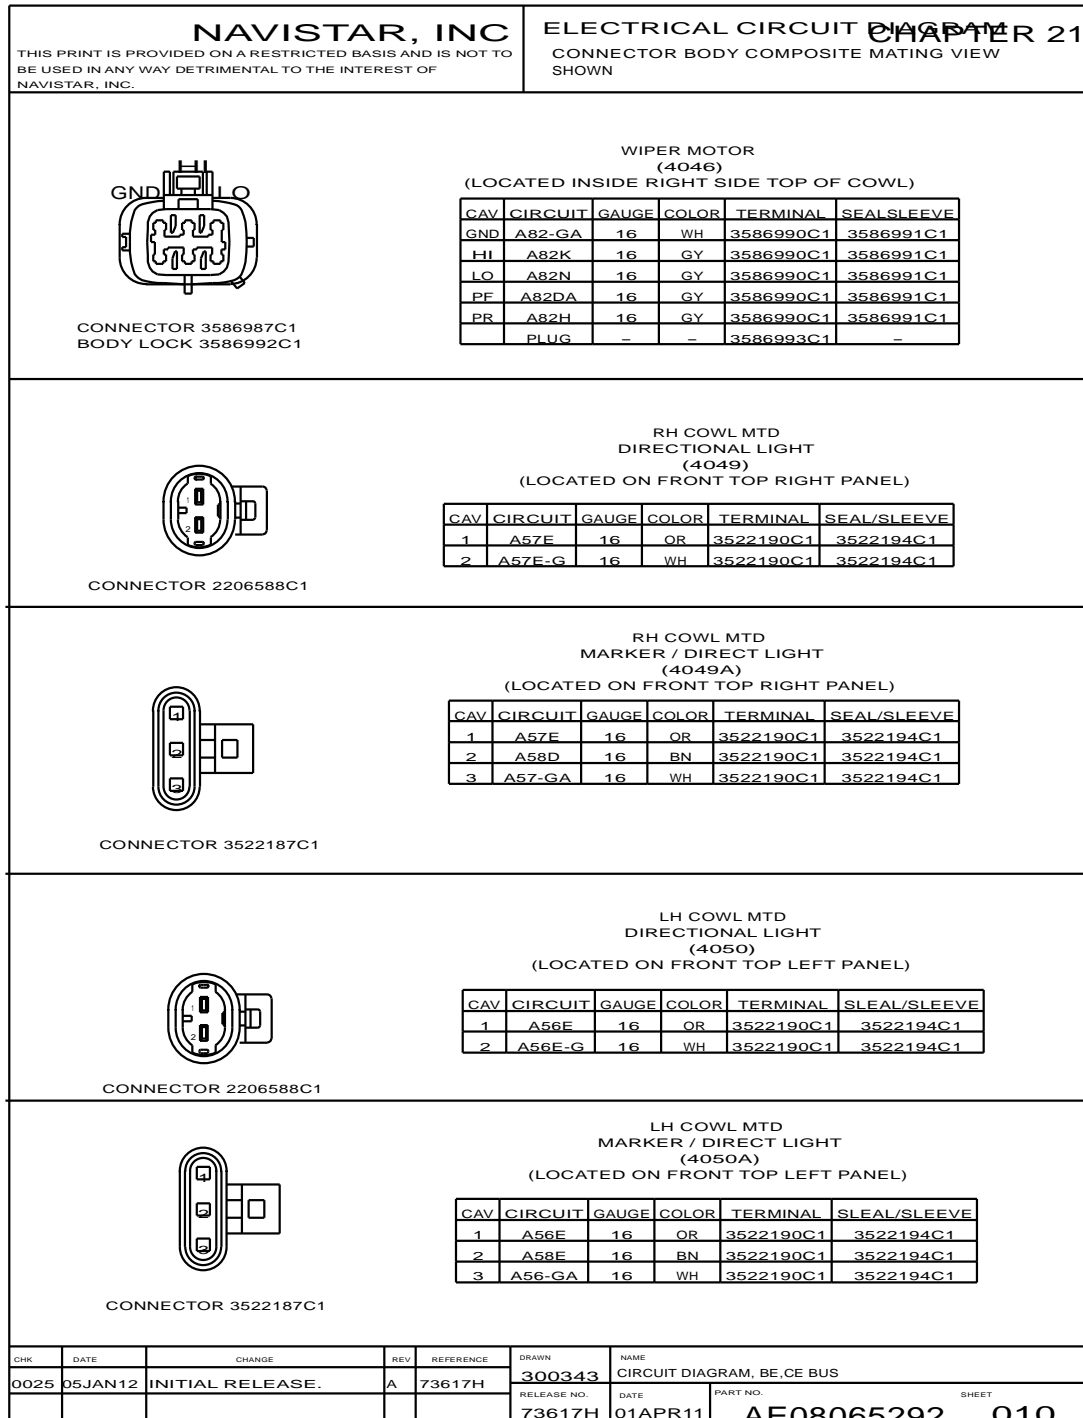 NAVISTAR, INC
THIS PRINT IS PROVIDED ON A RESTRICTED BASIS AND IS NOT TO
BE USED IN ANY WAY DETRIMENTAL TO THE INTEREST OF
NAVISTAR, INC.
ELECTRICAL CIRCUIT DIAGRAM
CHAPTER 21
CONNECTOR BODY COMPOSITE MATING VIEW
SHOWN
HI
GND LO
CONNECTOR 3586987C1
BODY LOCK 3586992C1
WIPER MOTOR
(4046)
(LOCATED INSIDE RIGHT SIDE TOP OF COWL)
CAV CIRCUIT GAUGE COLOR TERMINAL SEALSLEEVE
GND A82-GA 16 WH 3586990C1 3586991C1
HI A82K 16 GY 3586990C1 3586991C1
LO A82N 16 GY 3586990C1 3586991C1
PF A82DA 16 GY 3586990C1 3586991C1
PR A82H 16 GY 3586990C1 3586991C1
PLUG – – 3586993C1 –
1
2
CONNECTOR 2206588C1
RH COWL MTD
DIRECTIONAL LIGHT
(4049)
(LOCATED ON FRONT TOP RIGHT PANEL)
CAV CIRCUIT GAUGE COLOR TERMINAL SEAL/SLEEVE
1 A57E 16 OR 3522190C1 3522194C1
2 A57E-G 16 WH 3522190C1 3522194C1
1
2
3
CONNECTOR 3522187C1
RH COWL MTD
MARKER / DIRECT LIGHT
(4049A)
(LOCATED ON FRONT TOP RIGHT PANEL)
CAV CIRCUIT GAUGE COLOR TERMINAL SEAL/SLEEVE
1 A57E 16 OR 3522190C1 3522194C1
2 A58D 16 BN 3522190C1 3522194C1
3 A57-GA 16 WH 3522190C1 3522194C1
1
2
CONNECTOR 2206588C1
LH COWL MTD
DIRECTIONAL LIGHT
(4050)
(LOCATED ON FRONT TOP LEFT PANEL)
CAV CIRCUIT GAUGE COLOR TERMINAL SLEAL/SLEEVE
1 A56E 16 OR 3522190C1 3522194C1
2 A56E-G 16 WH 3522190C1 3522194C1
1
2
3
CONNECTOR 3522187C1
LH COWL MTD
MARKER / DIRECT LIGHT
(4050A)
(LOCATED ON FRONT TOP LEFT PANEL)
CAV CIRCUIT GAUGE COLOR TERMINAL SLEAL/SLEEVE
1 A56E 16 OR 3522190C1 3522194C1
2 A58E 16 BN 3522190C1 3522194C1
3 A56-GA 16 WH 3522190C1 3522194C1
CHK DATE CHANGE REV REFERENCE
0025 05JAN12 INITIAL RELEASE. A 73617H
DRAWN
300343
NAME
CIRCUIT DIAGRAM, BE,CE BUS
RELEASE NO.
73617H
DATE
01APR11
PART NO.
AE08065292
SHEET
010